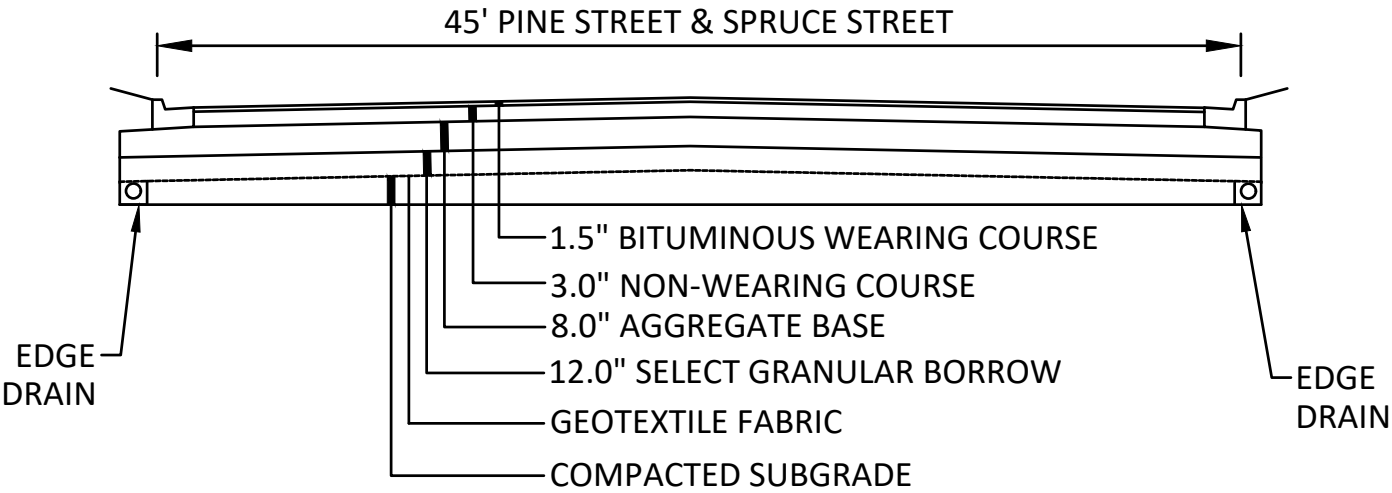 45' PINE STREET & SPRUCE STREET
1.5" BITUMINOUS WEARING COURSE
3.0" NON-WEARING COURSE
8.0" AGGREGATE BASE
12.0" SELECT GRANULAR BORROW
GEOTEXTILE FABRIC
COMPACTED SUBGRADE
EDGE
DRAIN
EDGE
DRAIN